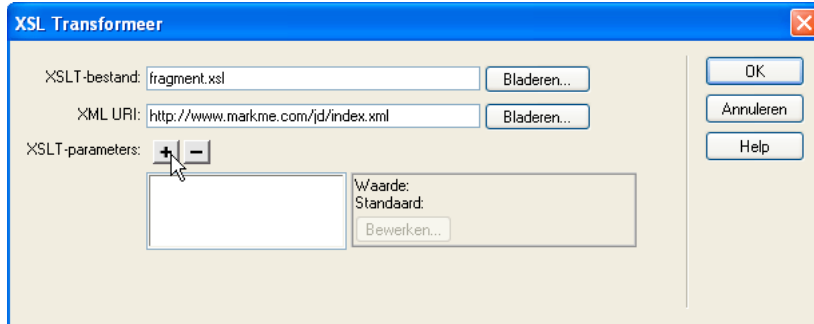 XSL Transformeer
XSLT-bestand: fragment.xsl Bladeren... OK
XML URI: http://www.markme.com/jd/index.xml Bladeren... Annuleren
XSLT-parameters: + − Help
Waarde:
Standaard:
Bewerken...